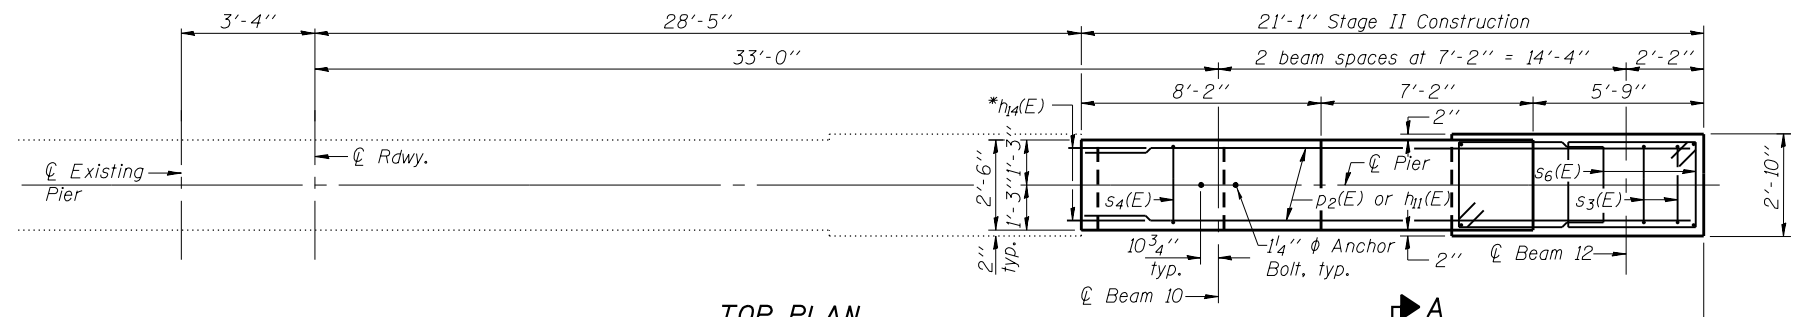 3'-4"
28'-5"
21'-1" Stage II Construction
33'-0"
2 beam spaces at 7'-2" = 14'-4"
2'-2"
8'-2"
7'-2"
5'-9"
*h14(E)
2"
1'-3"
2'-6"
1'-3"
℄ Rdwy.
℄ Existing
Pier
℄ Pier
s4(E)
p2(E) or h11(E)
s6(E)
s3(E)
2'-10"
2"
typ.
10 3/4"
typ.
1 1/4" ϕ Anchor
Bolt, typ.
2"
℄ Beam 12
℄ Beam 10
TOP PLAN
A